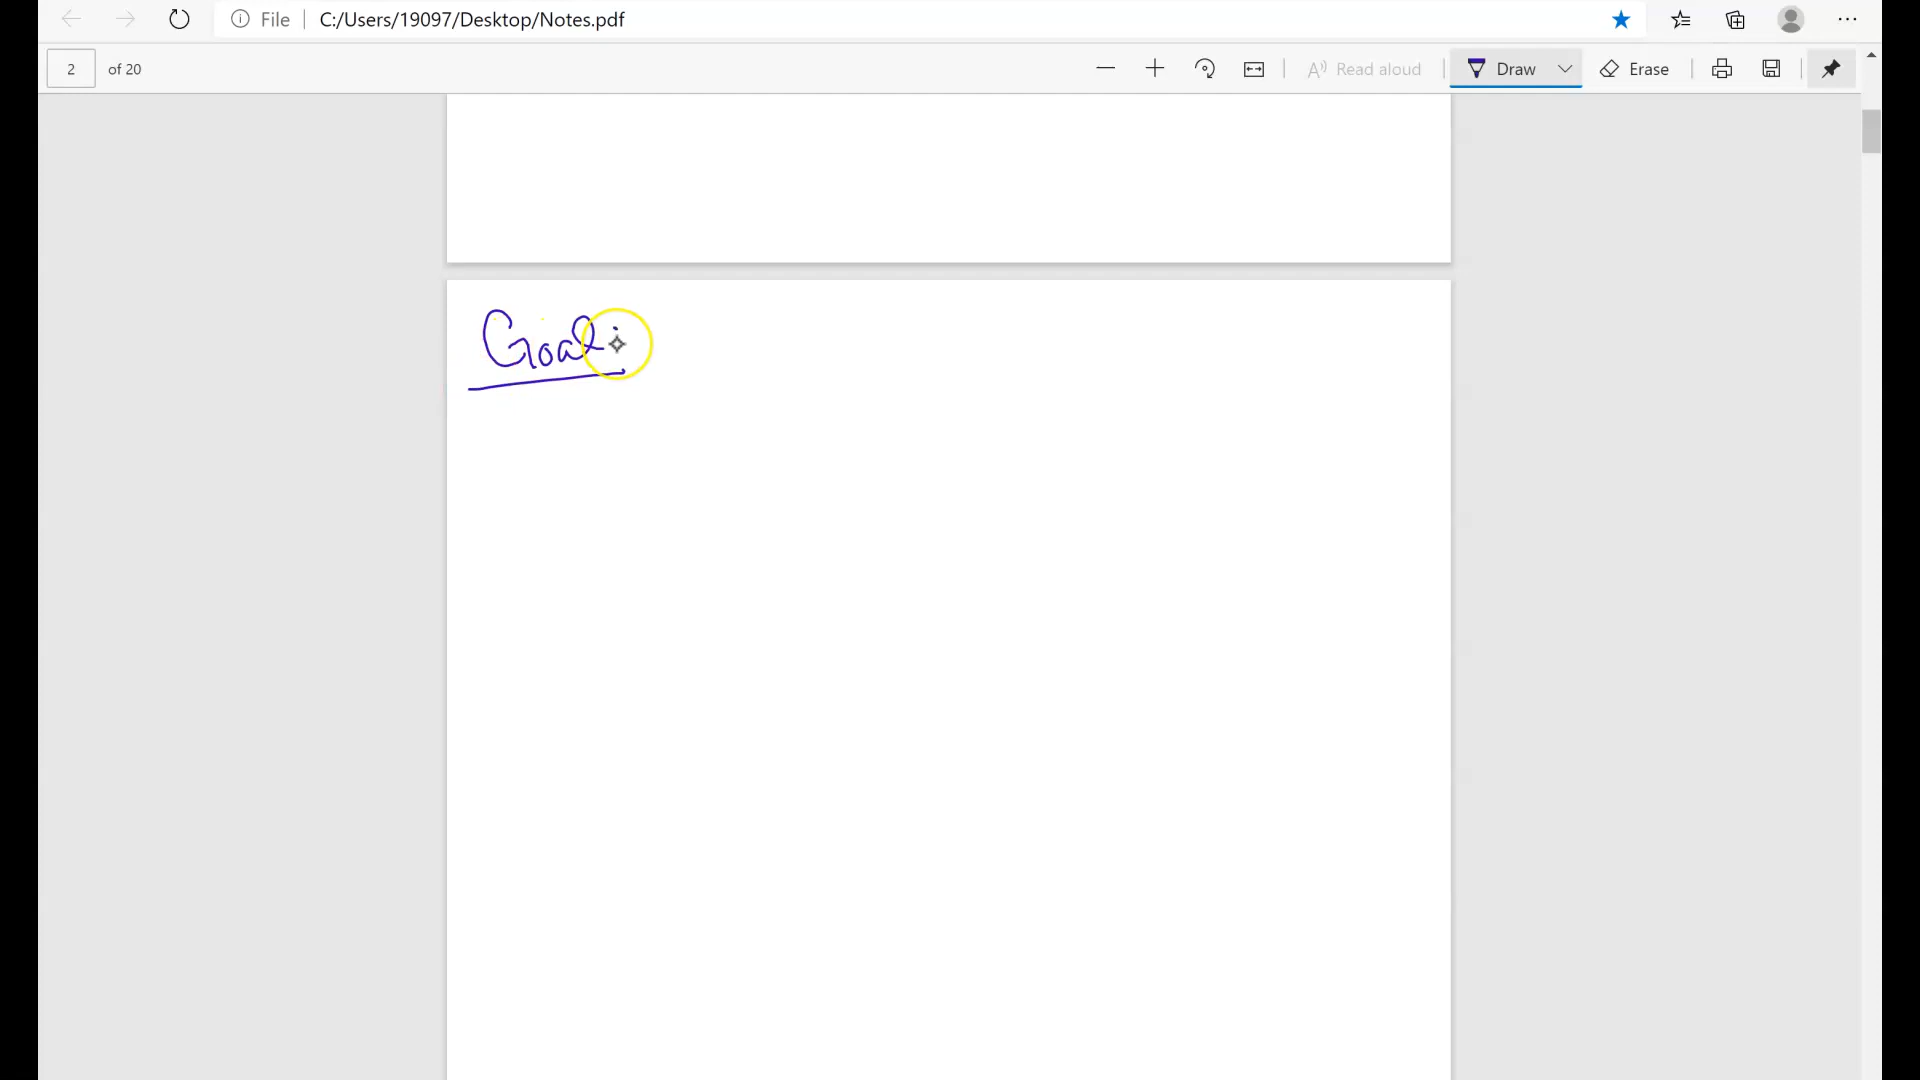 File C:/Users/19097/Desktop/Notes.pdf
2 of 20 Read aloud Draw Erase
Goal: